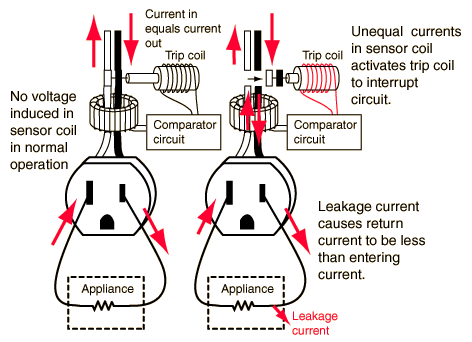 Current in
equals current
out
Trip coil
No voltage
induced in
sensor coil
in normal
operation
Comparator
circuit
Appliance
Unequal currents
in sensor coil
activates trip coil
to interrupt
circuit.
Trip coil
Comparator
circuit
Leakage current
causes return
current to be less
than entering
current.
Appliance
Leakage
current